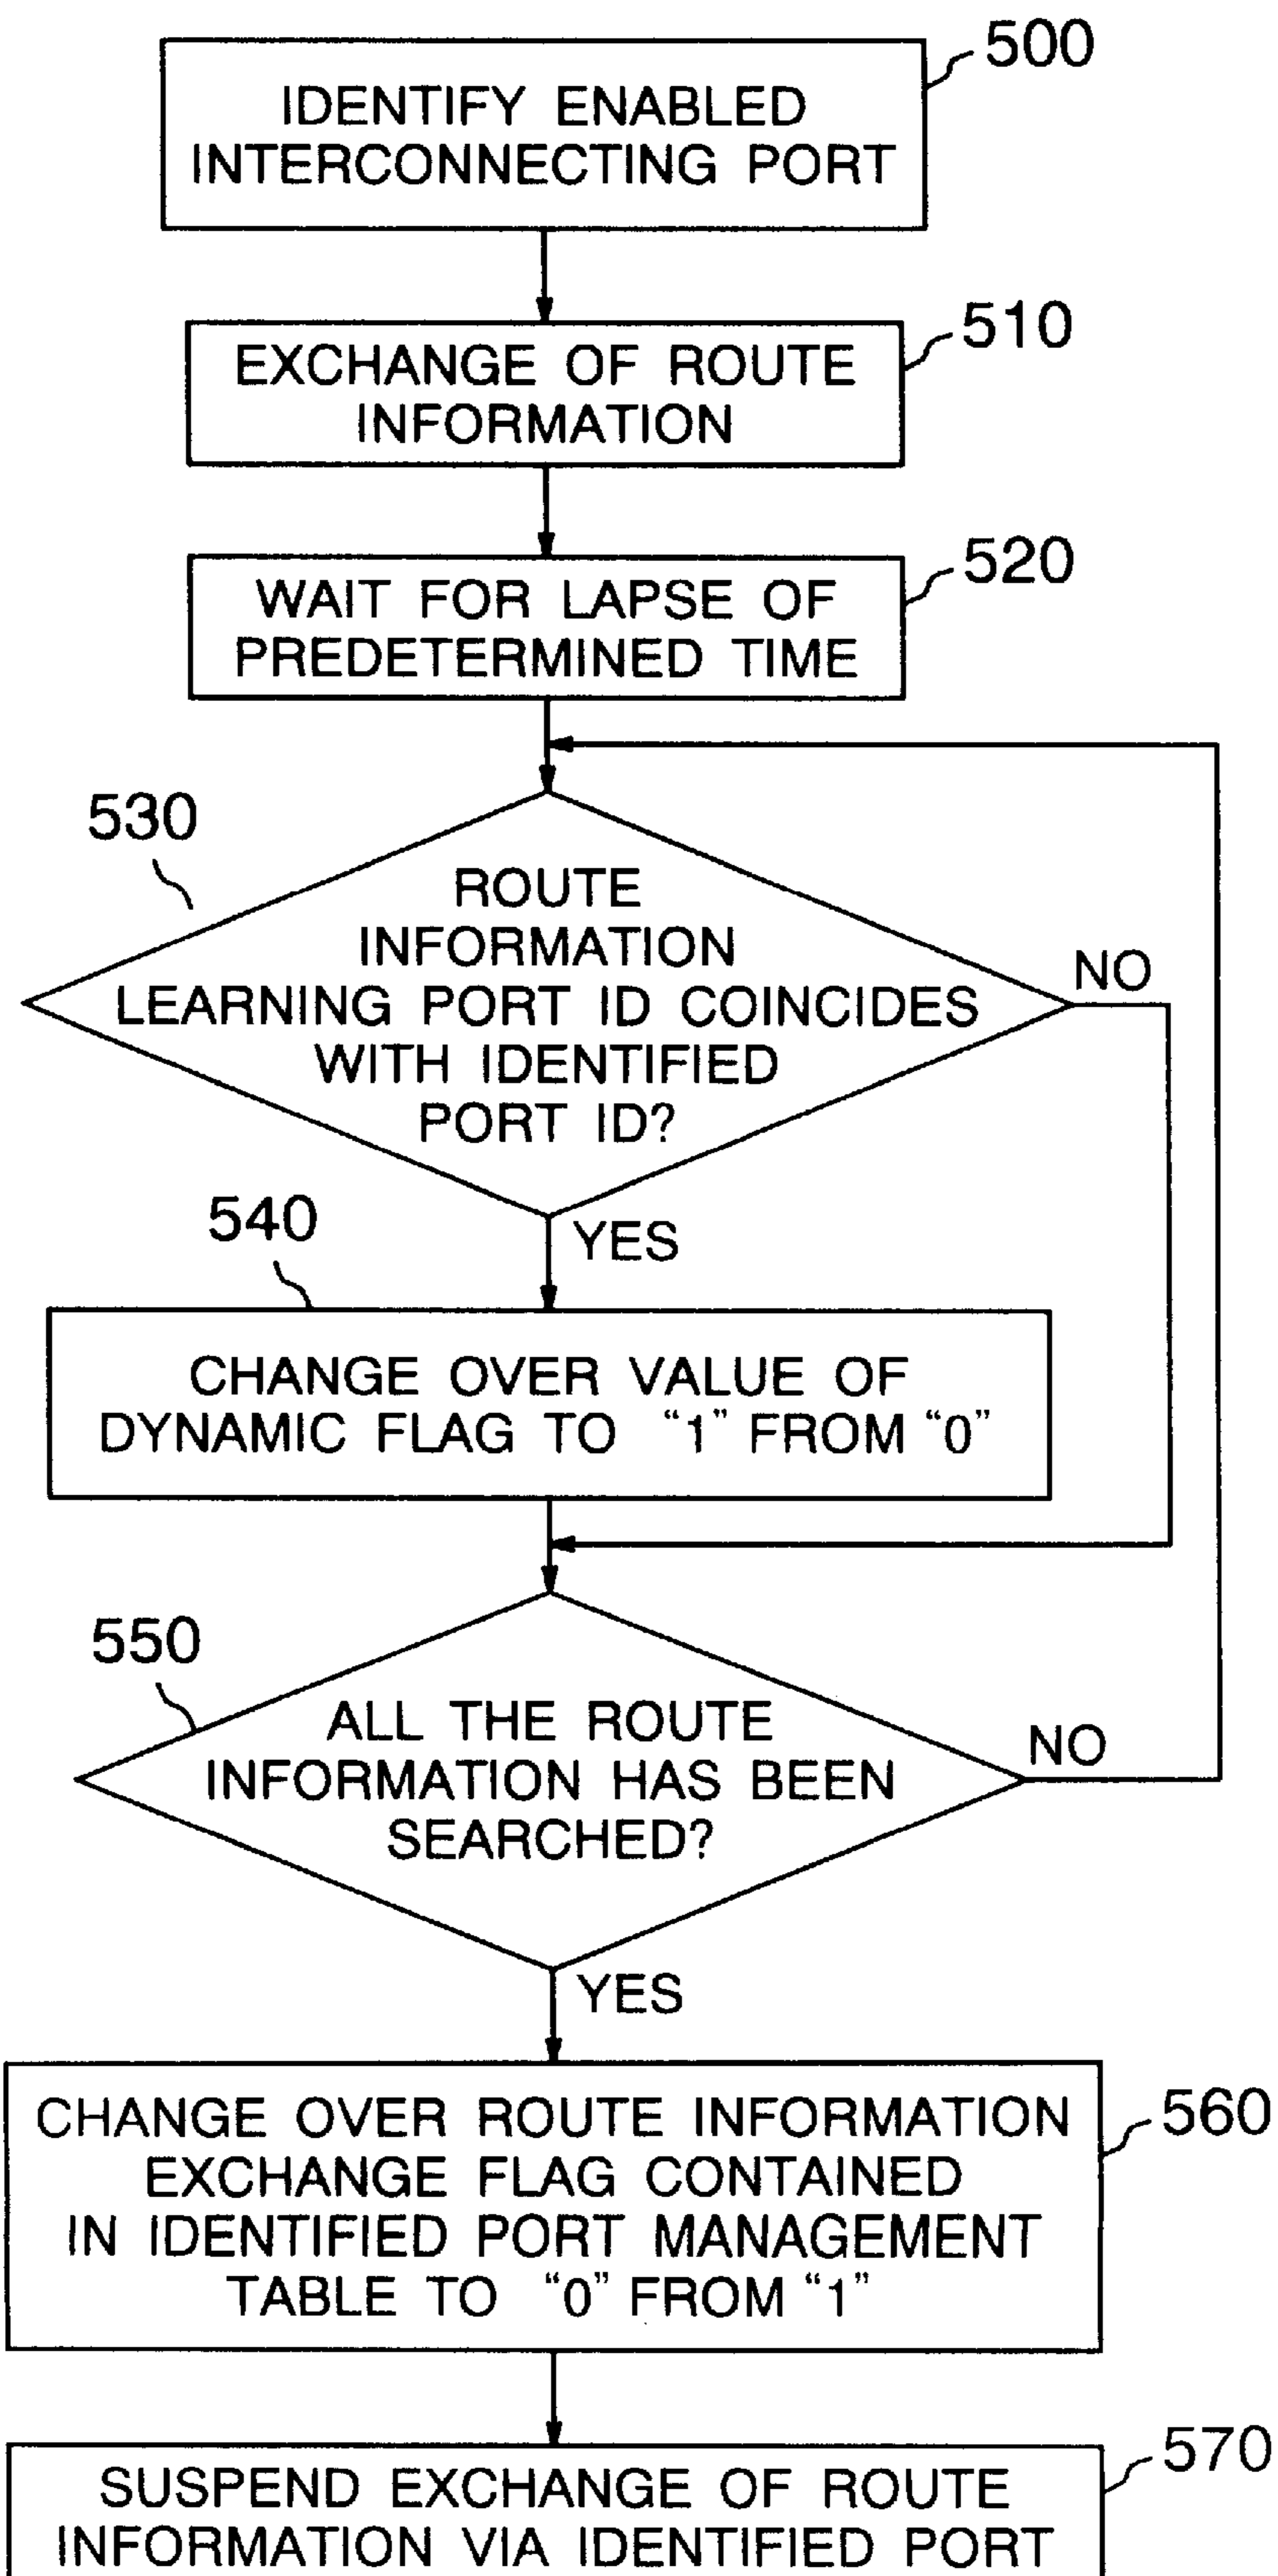 500
IDENTIFY ENABLED
INTERCONNECTING PORT
510
EXCHANGE OF ROUTE
INFORMATION
520
WAIT FOR LAPSE OF
PREDETERMINED TIME
530
ROUTE
INFORMATION
LEARNING PORT ID COINCIDES
WITH IDENTIFIED
PORT ID?
NO
YES
540
CHANGE OVER VALUE OF
DYNAMIC FLAG TO “1” FROM “0”
550
ALL THE ROUTE
INFORMATION HAS BEEN
SEARCHED?
NO
YES
560
CHANGE OVER ROUTE INFORMATION
EXCHANGE FLAG CONTAINED
IN IDENTIFIED PORT MANAGEMENT
TABLE TO “0” FROM “1”
570
SUSPEND EXCHANGE OF ROUTE
INFORMATION VIA IDENTIFIED PORT